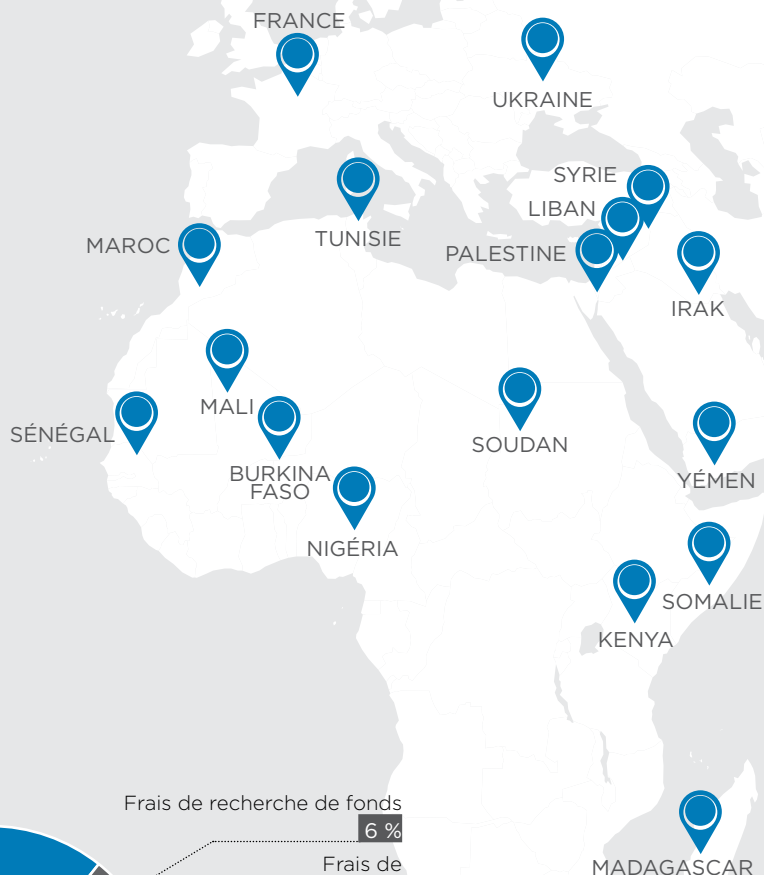 FRANCE
UKRAINE
SYRIE
LIBAN
PALESTINE
TUNISIE
MAROC
IRAK
MALI
SÉNÉGAL
BURKINA
FASO
SOUDAN
YÉMEN
NIGÉRIA
SOMALIE
KENYA
Frais de recherche de fonds
6 %
Frais de
MADAGASCAR